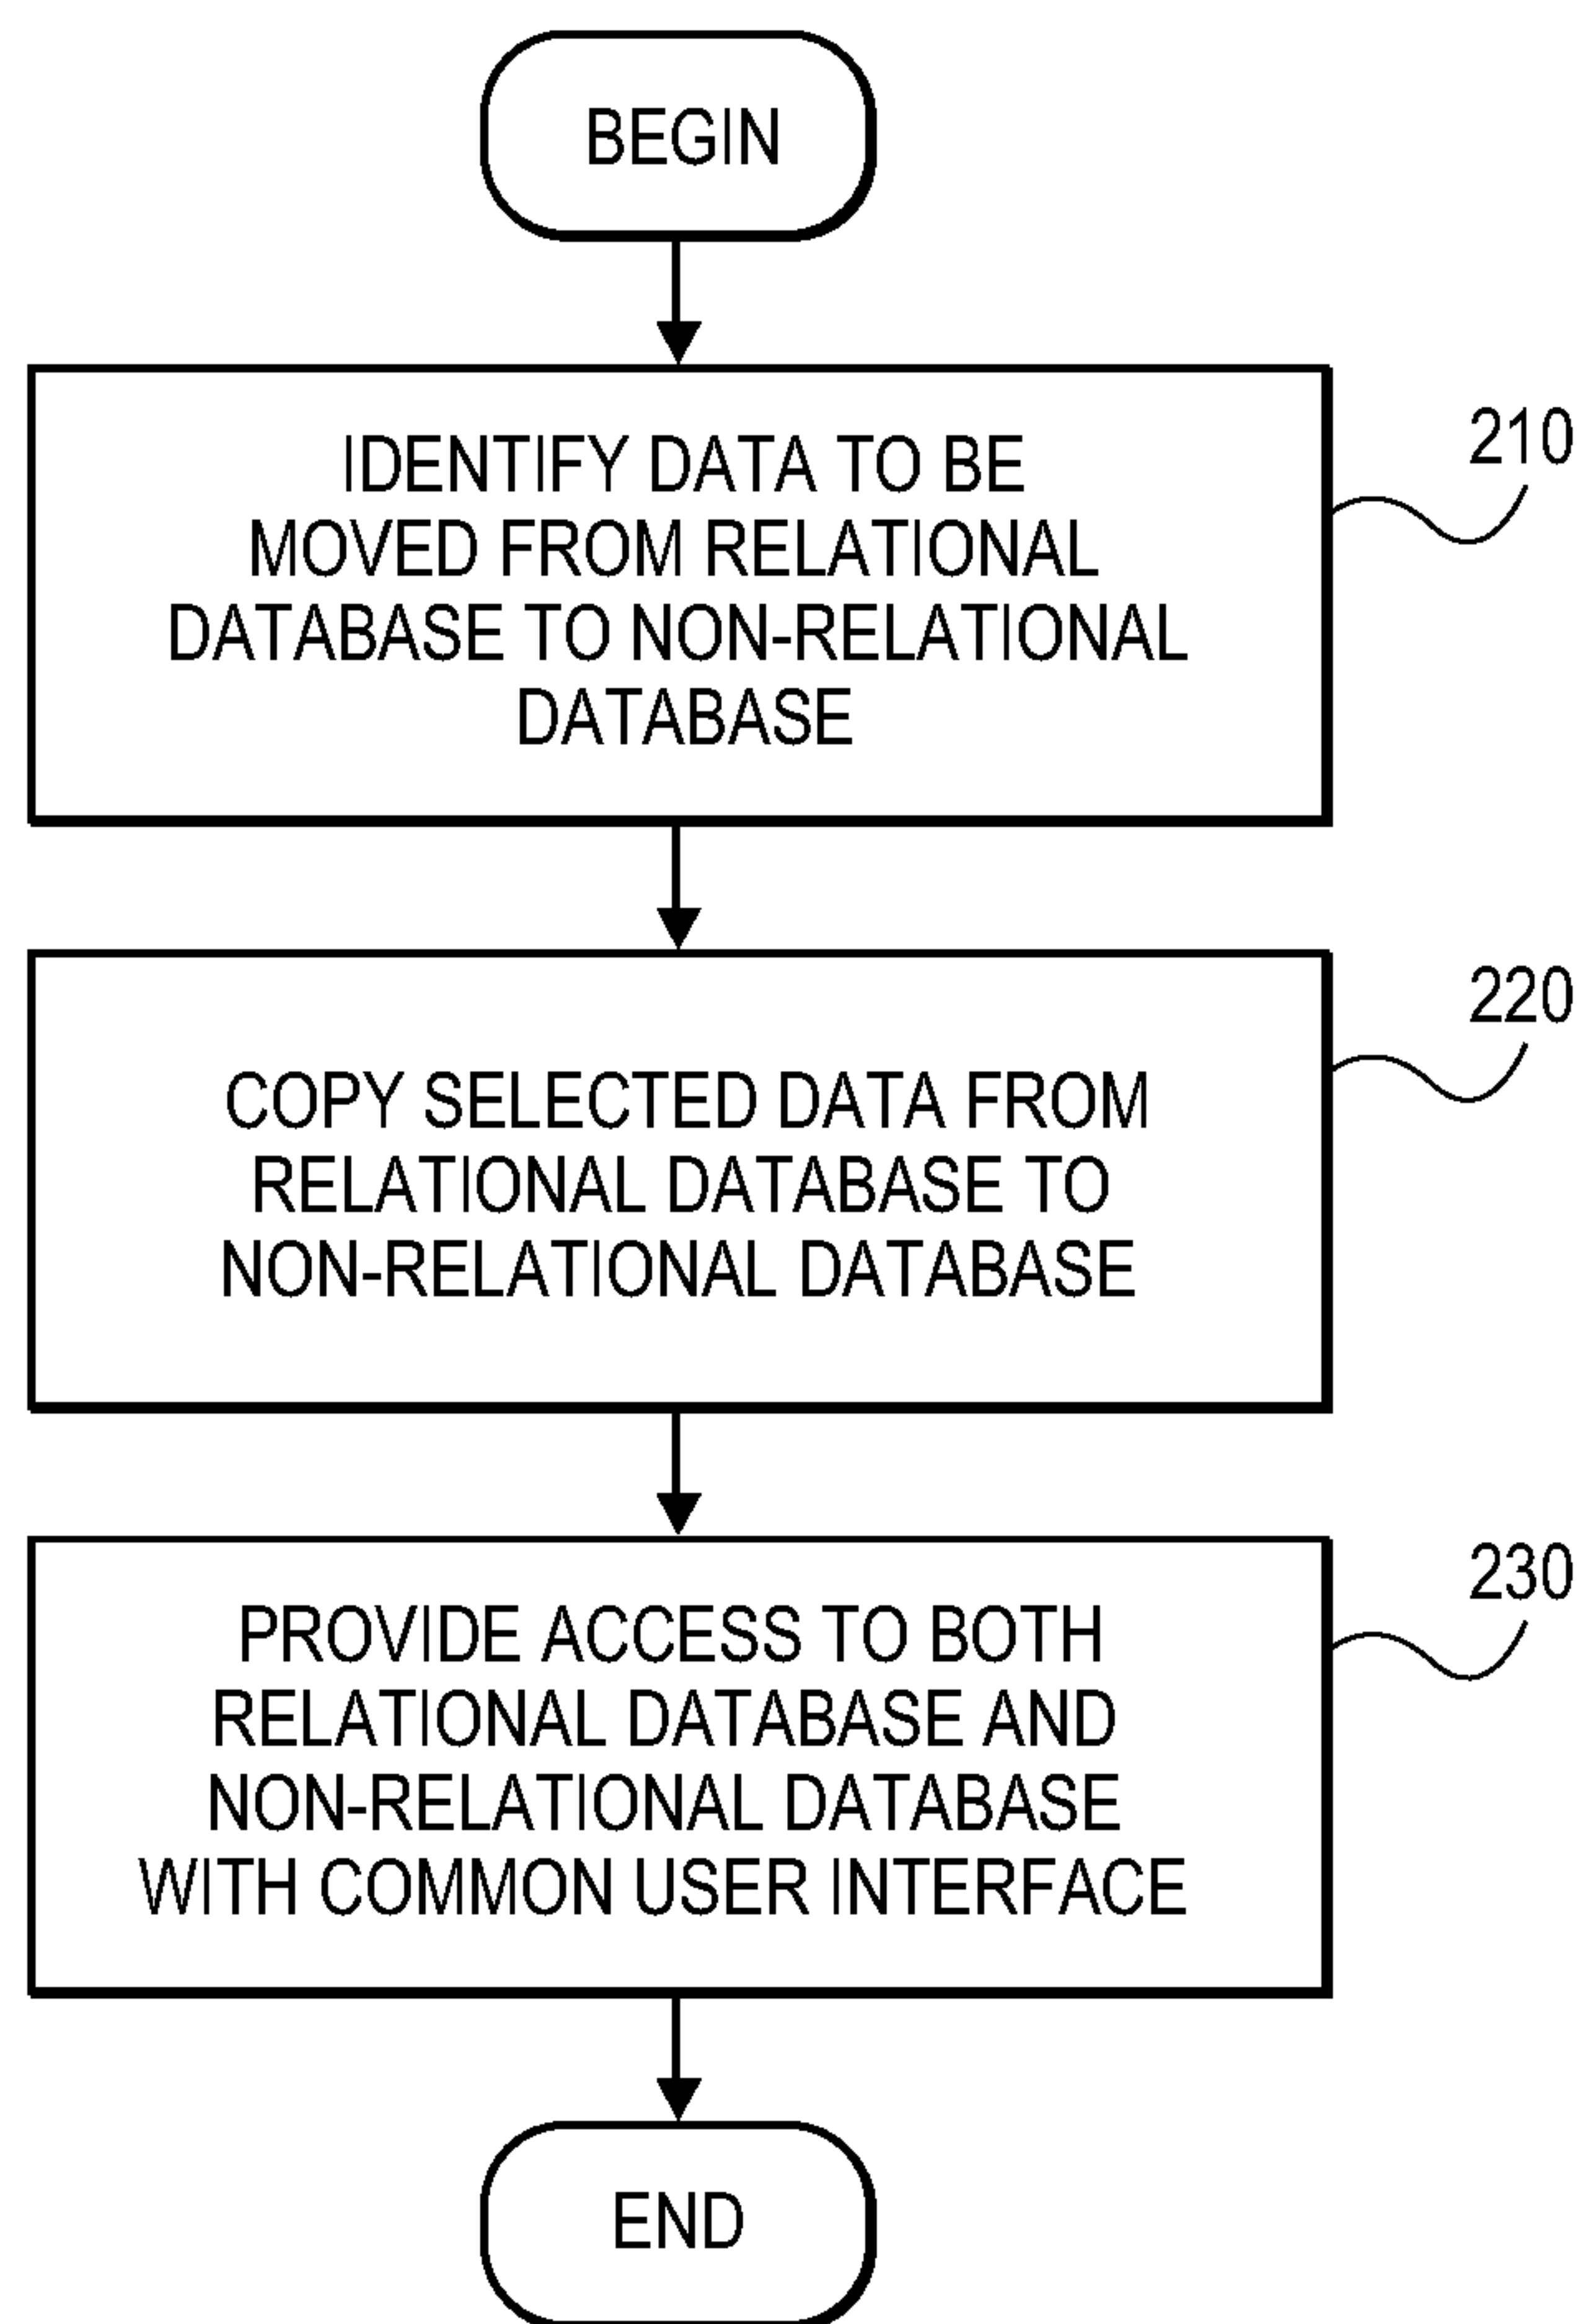 BEGIN
IDENTIFY DATA TO BE
MOVED FROM RELATIONAL
DATABASE TO NON-RELATIONAL
DATABASE
210
COPY SELECTED DATA FROM
RELATIONAL DATABASE TO
NON-RELATIONAL DATABASE
220
PROVIDE ACCESS TO BOTH
RELATIONAL DATABASE AND
NON-RELATIONAL DATABASE
WITH COMMON USER INTERFACE
230
END